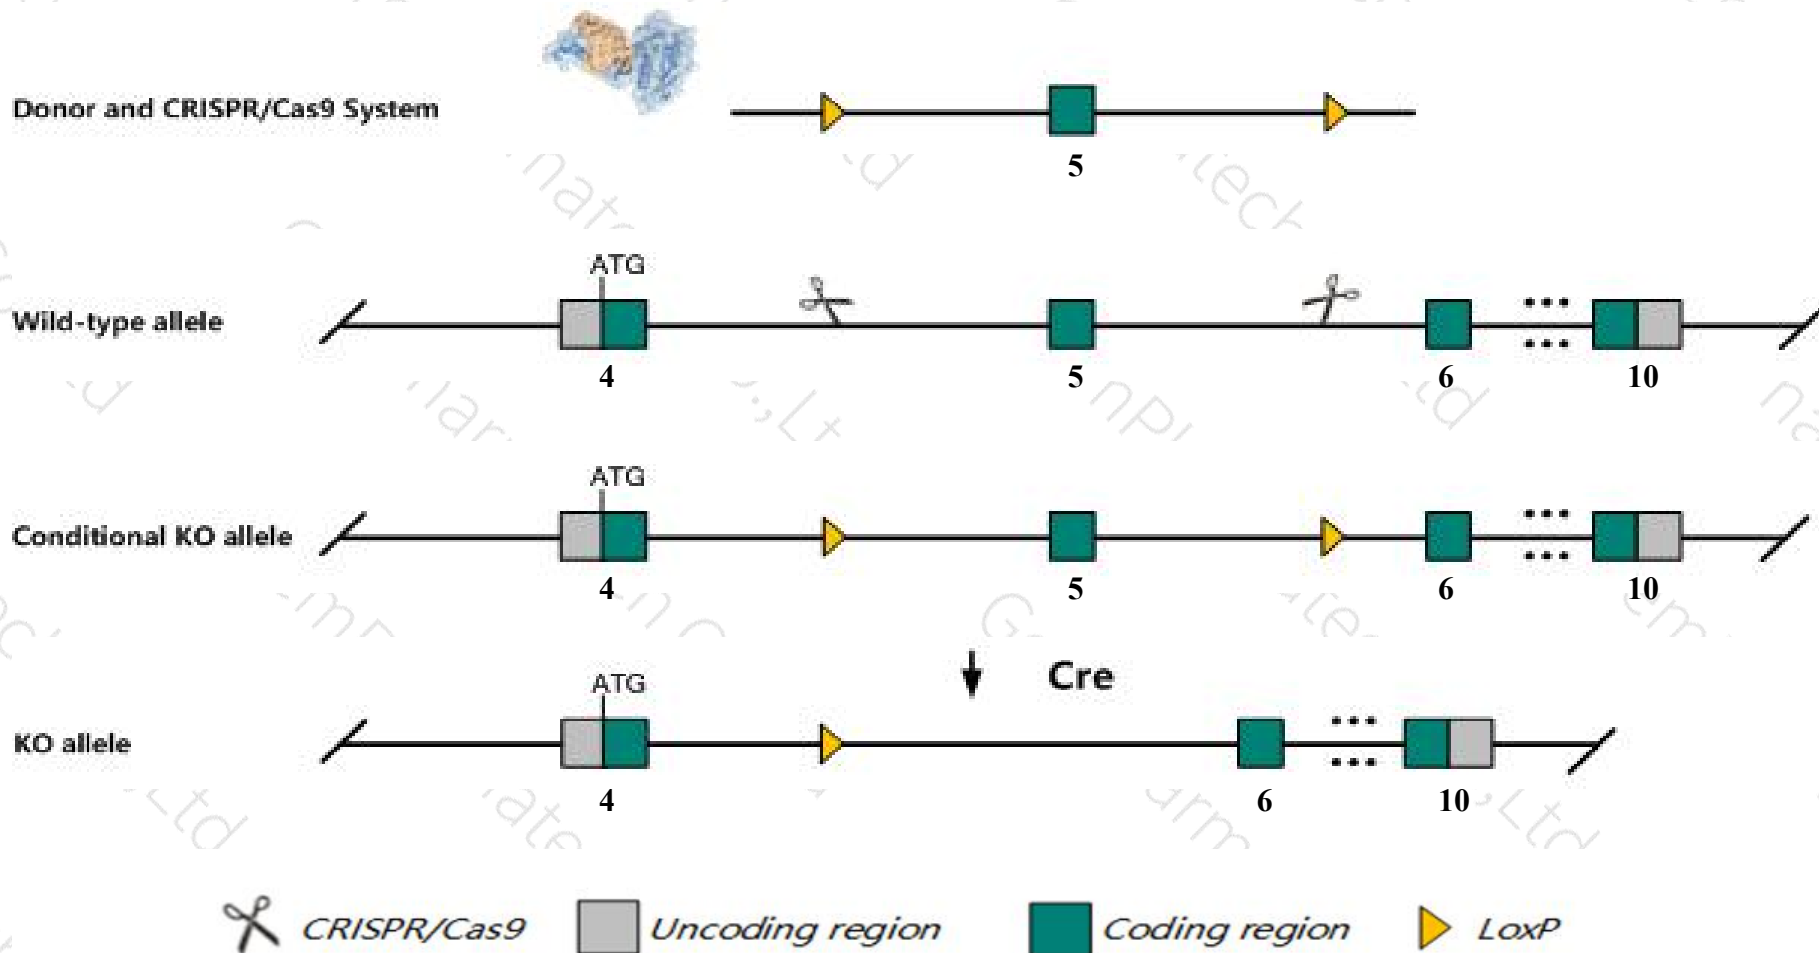 Donor and CRISPR/Cas9 System
5
ATG
Wild-type allele
4 5 6 10
ATG
Conditional KO allele
4 5 6 10
Cre
ATG
KO allele
4 6 10
CRISPR/Cas9 Uncoding region Coding region LoxP